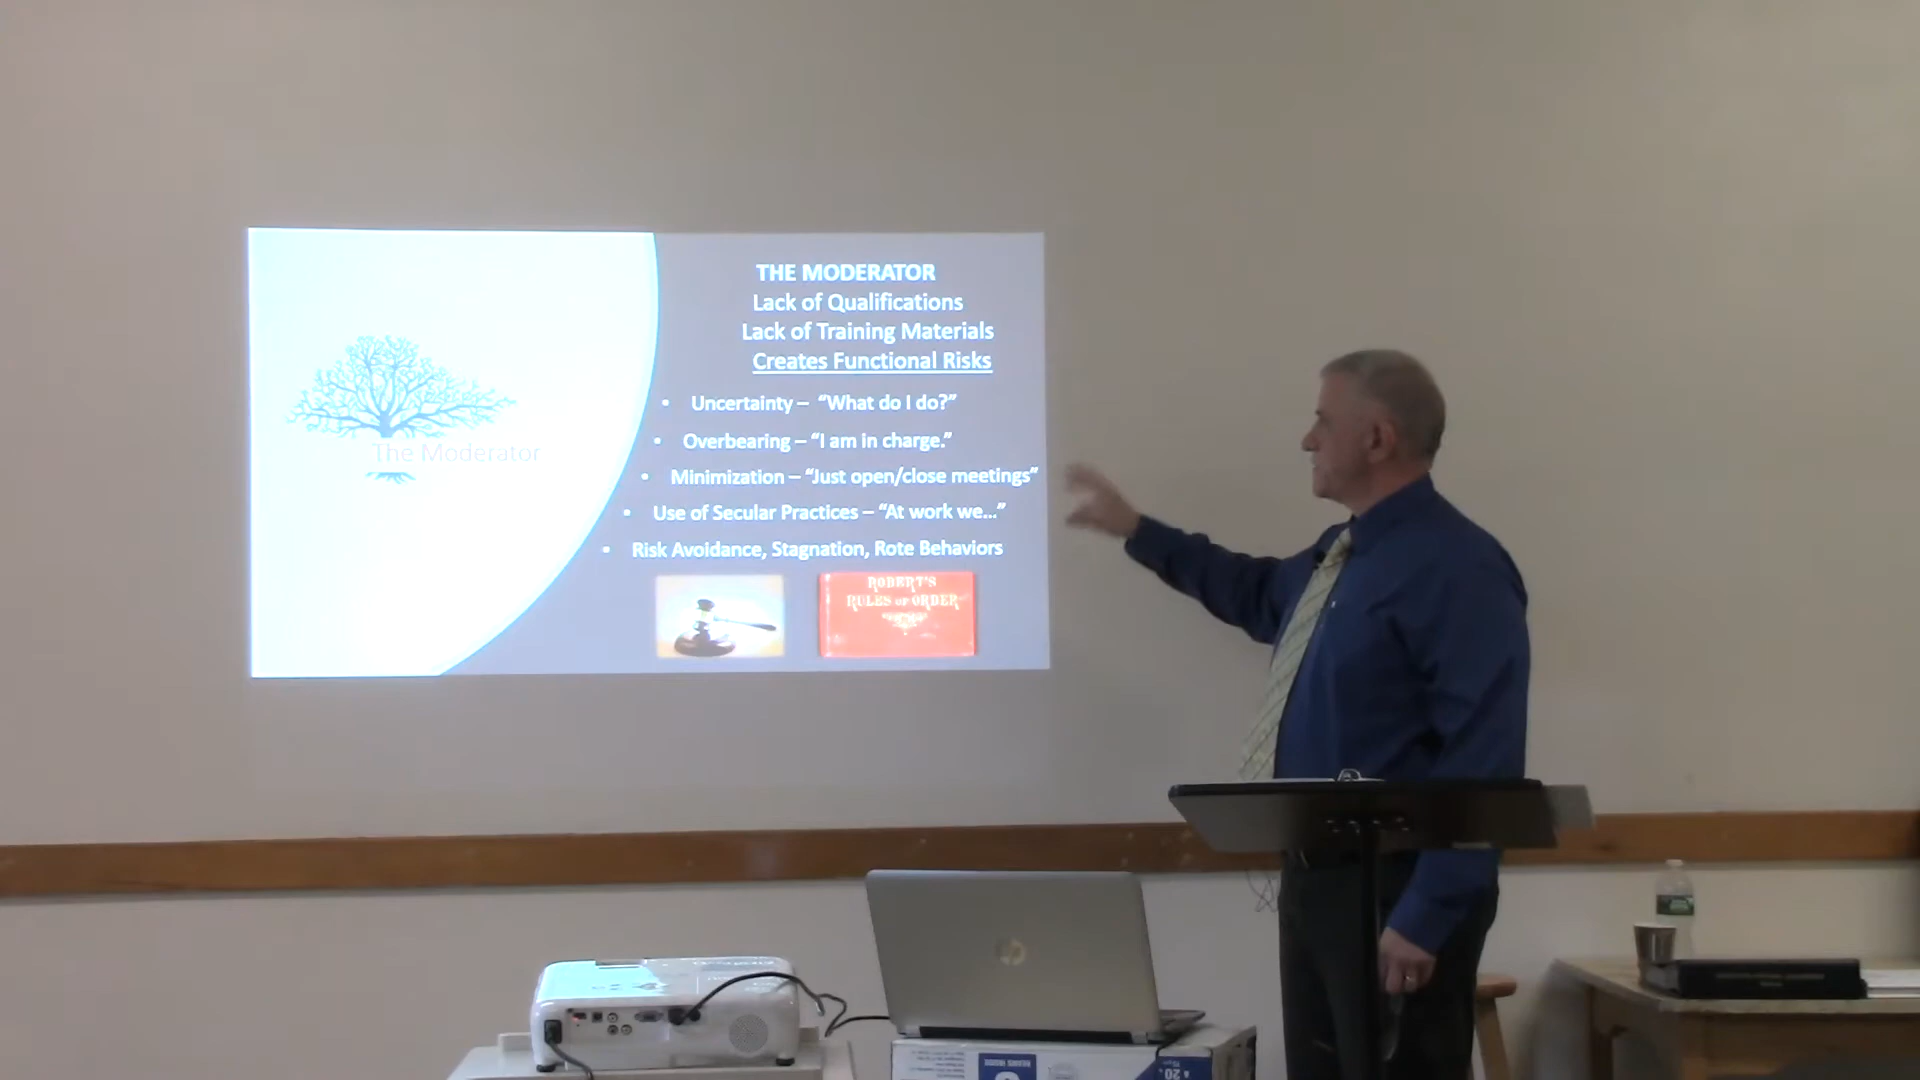 THE MODERATOR
Lack of Qualifications
Lack of Training Materials
Creates Functional Risks
• Uncertainty – “What do I do?”
• Overbearing – “I am in charge.”
• Minimization – “Just open/close meetings”
• Use of Secular Practices – “At work we...”
• Risk Avoidance, Stagnation, Rote Behaviors
The Moderator
ROBERT'S
RULES OF ORDER
hp
20